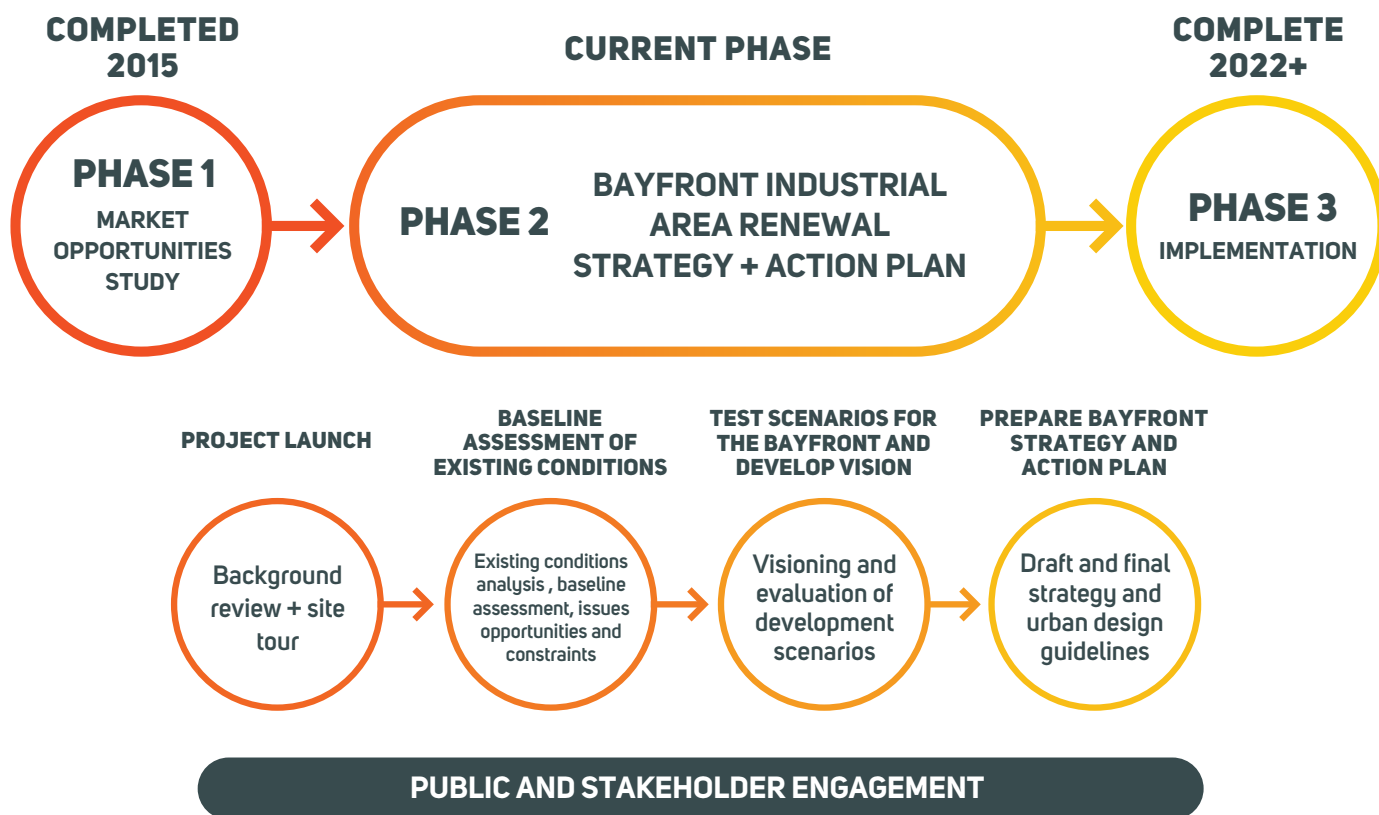 COMPLETED
2015
CURRENT PHASE
COMPLETE
2022+
PHASE 1
MARKET
OPPORTUNITIES
STUDY
PHASE 2
BAYFRONT INDUSTRIAL
AREA RENEWAL
STRATEGY + ACTION PLAN
PHASE 3
IMPLEMENTATION
PROJECT LAUNCH
BASELINE
ASSESSMENT OF
EXISTING CONDITIONS
TEST SCENARIOS FOR
THE BAYFRONT AND
DEVELOP VISION
PREPARE BAYFRONT
STRATEGY AND
ACTION PLAN
Background
review + site
tour
Existing conditions
analysis , baseline
assessment, issues
opportunities and
constraints
Visioning and
evaluation of
development
scenarios
Draft and final
strategy and
urban design
guidelines
PUBLIC AND STAKEHOLDER ENGAGEMENT